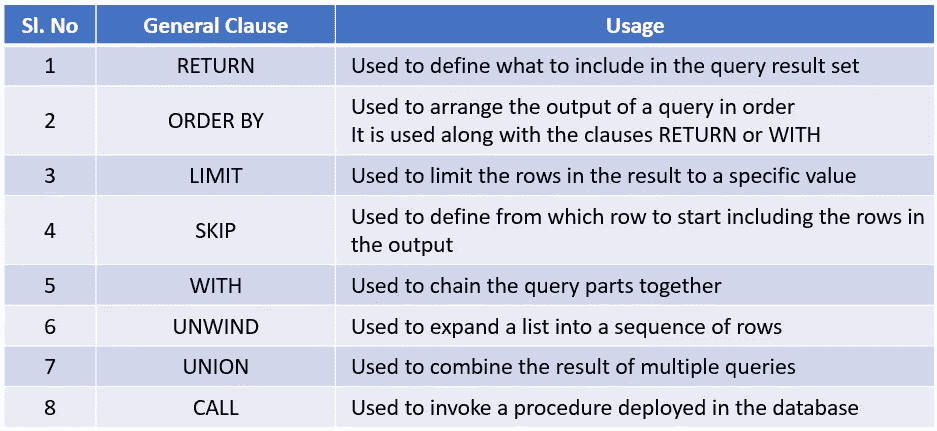 Sl. No General Clause Usage
1 RETURN Used to define what to include in the query result set
2 ORDER BY Used to arrange the output of a query in order
It is used along with the clauses RETURN or WITH
3 LIMIT Used to limit the rows in the result to a specific value
4 SKIP Used to define from which row to start including the rows in
the output
5 WITH Used to chain the query parts together
6 UNWIND Used to expand a list into a sequence of rows
7 UNION Used to combine the result of multiple queries
8 CALL Used to invoke a procedure deployed in the database